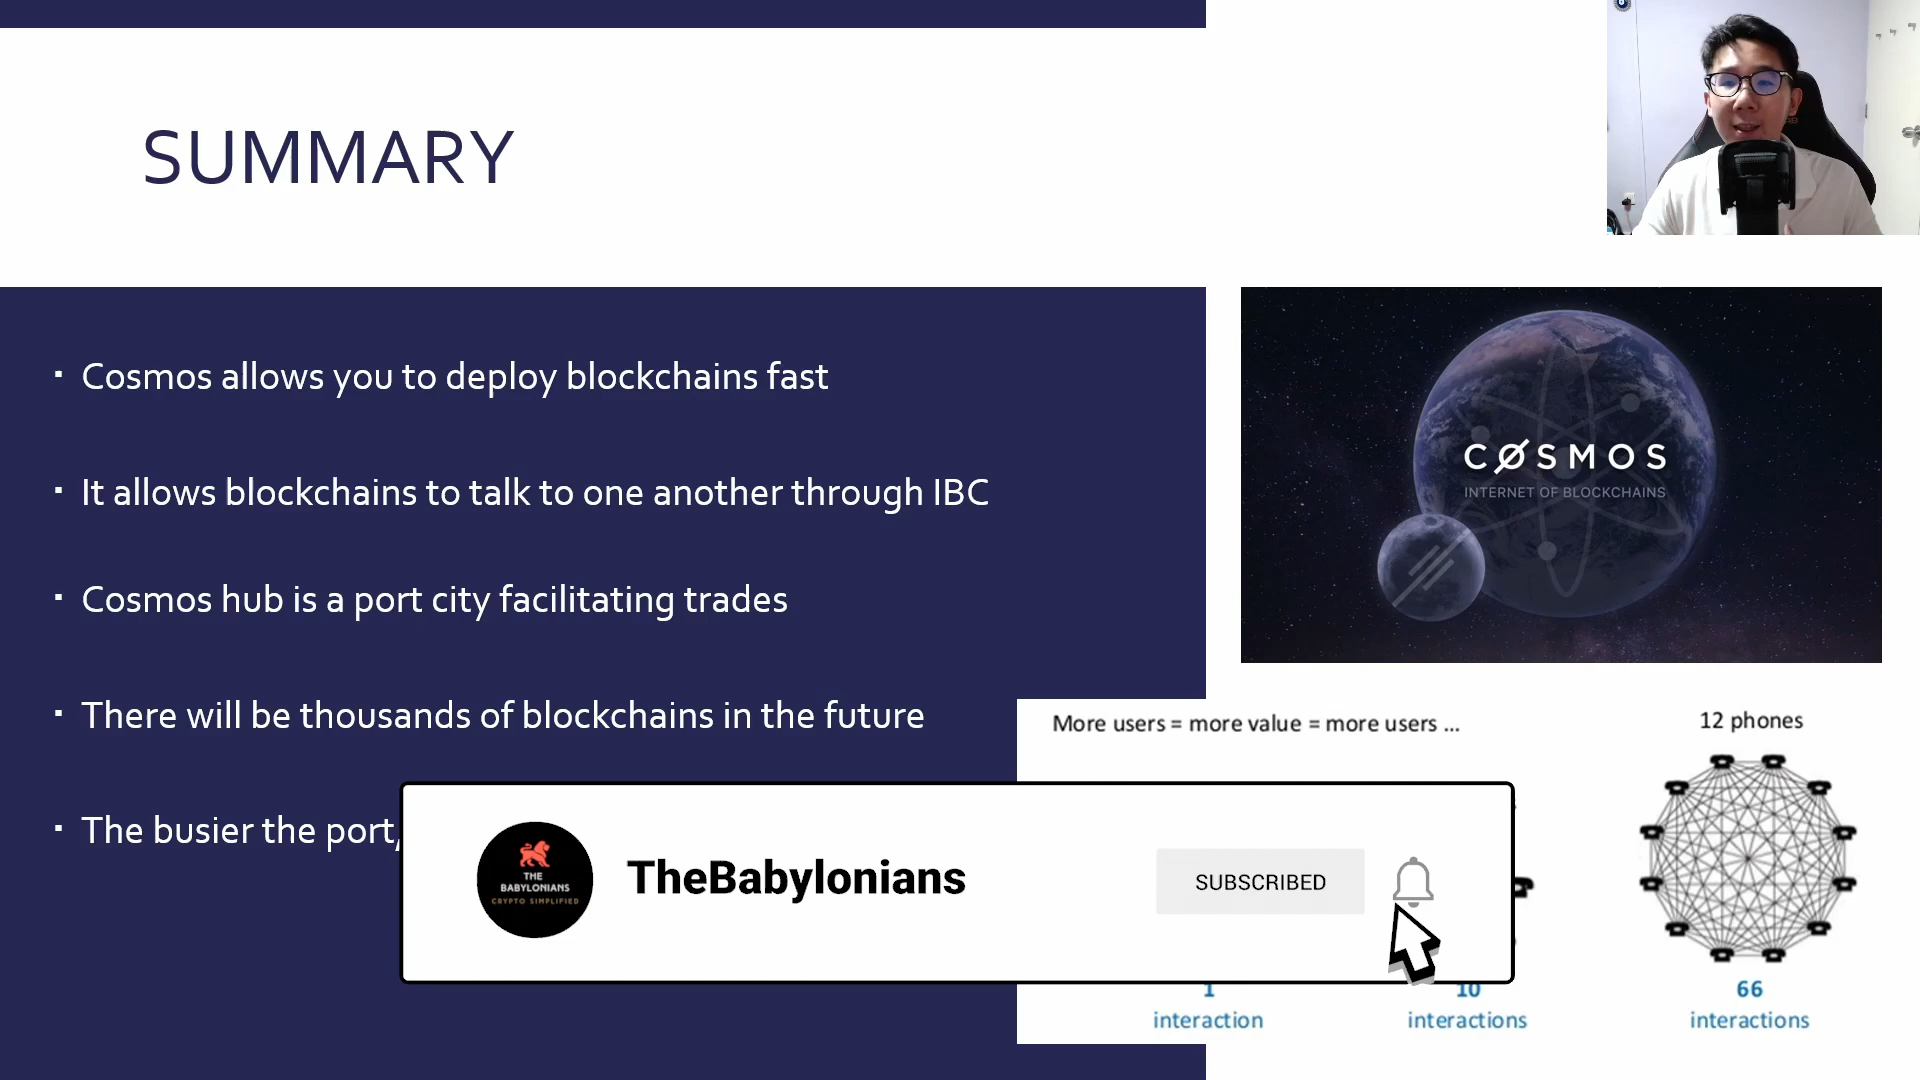 SUMMARY
▪ Cosmos allows you to deploy blockchains fast
▪ It allows blockchains to talk to one another through IBC
▪ Cosmos hub is a port city facilitating trades
▪ There will be thousands of blockchains in the future
▪ The busier the port,
CØSMOS
INTERNET OF BLOCKCHAINS
More users = more value = more users ...
12 phones
THE
BABYLONIANS
CRYPTO SIMPLIFIED
TheBabylonians
SUBSCRIBED
1
interaction
10
interactions
66
interactions